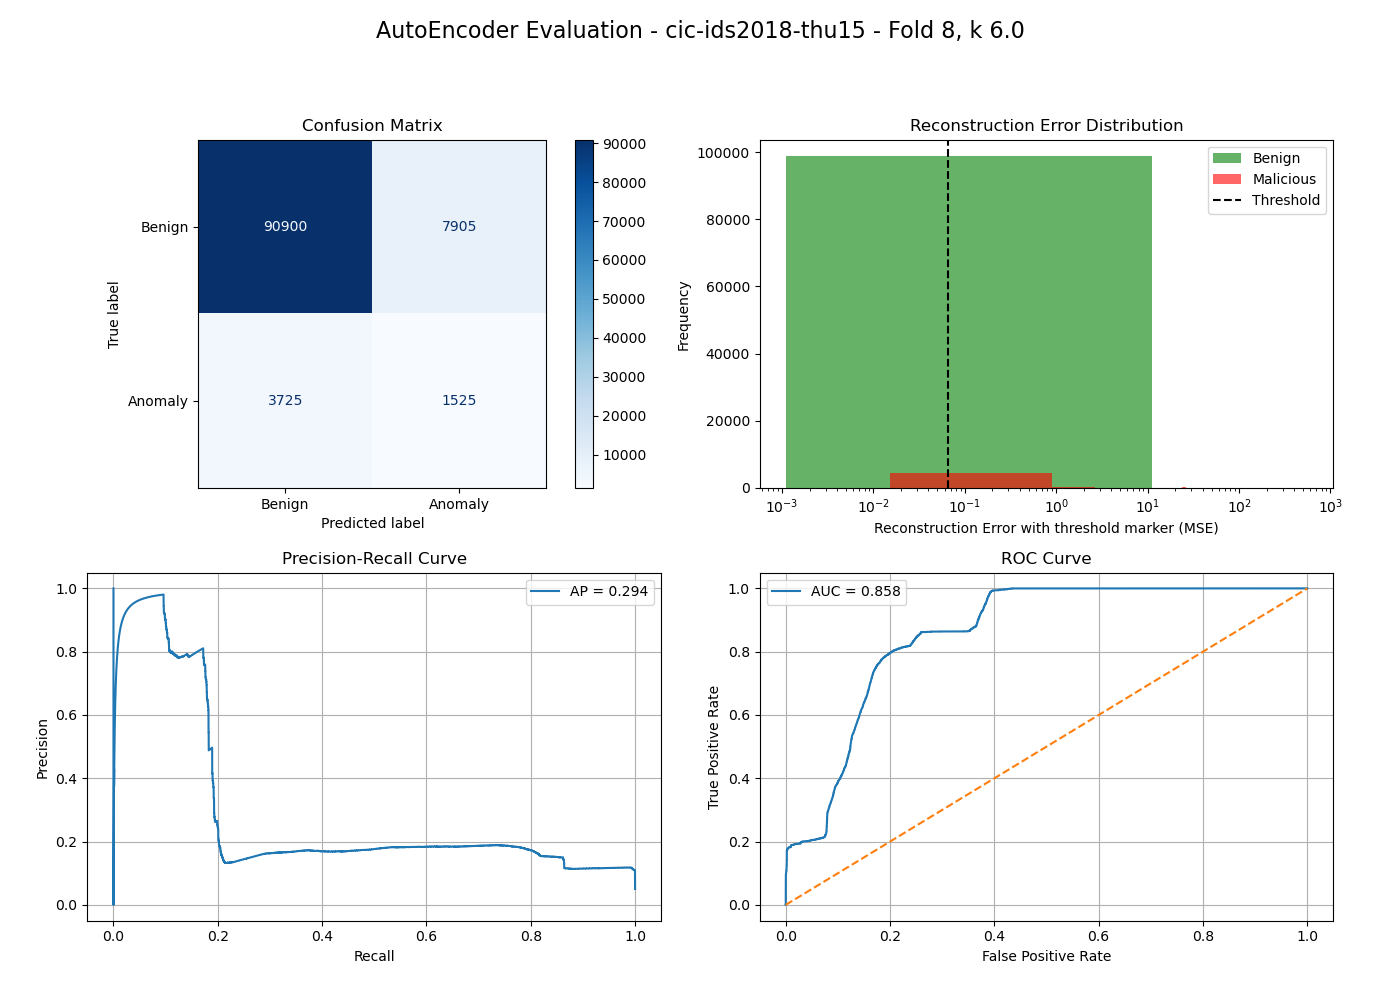 AutoEncoder Evaluation - cic-ids2018-thu15 - Fold 8, k 6.0
Confusion Matrix
True label
Benign
Anomaly
90900
7905
3725
1525
Benign
Anomaly
Predicted label
90000
80000
70000
60000
50000
40000
30000
20000
10000
Reconstruction Error Distribution
Frequency
100000
80000
60000
40000
20000
0
Benign
Malicious
Threshold
10⁻³
10⁻²
10⁻¹
10⁰
10¹
10²
10³
Reconstruction Error with threshold marker (MSE)
Precision-Recall Curve
Precision
1.0
0.8
0.6
0.4
0.2
0.0
AP = 0.294
0.0
0.2
0.4
0.6
0.8
1.0
Recall
ROC Curve
True Positive Rate
1.0
0.8
0.6
0.4
0.2
0.0
AUC = 0.858
0.0
0.2
0.4
0.6
0.8
1.0
False Positive Rate